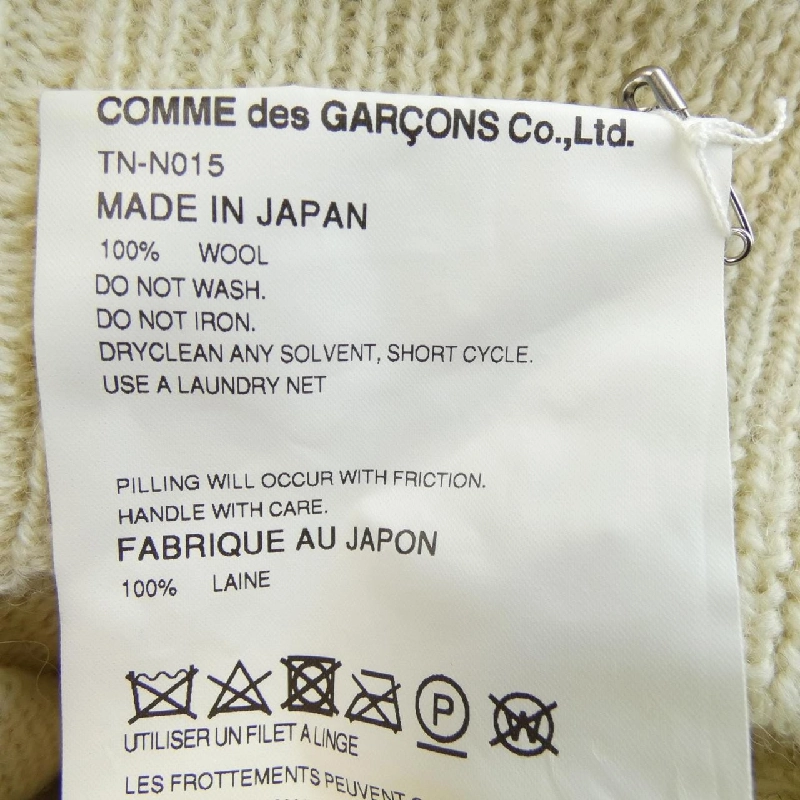 COMME des GARÇONS Co.,Ltd.
TN-N015
MADE IN JAPAN
100% WOOL
DO NOT WASH.
DO NOT IRON.
DRYCLEAN ANY SOLVENT, SHORT CYCLE.
USE A LAUNDRY NET
PILLING WILL OCCUR WITH FRICTION.
HANDLE WITH CARE.
FABRIQUE AU JAPON
100% LAINE
P W
UTILISER UN FILET A LINGE
LES FROTTEMENTS PEUVENT